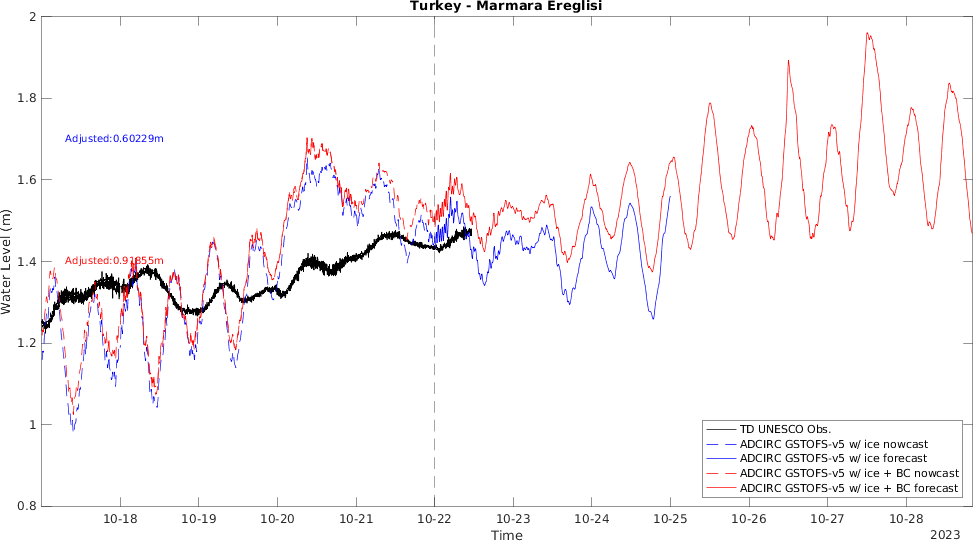 Turkey - Marmara Ereglisi
Water Level (m)
2
1.8
1.6
1.4
1.2
1
0.8
Adjusted:0.60229m
Adjusted:0.91855m
TD UNESCO Obs.
ADCIRC GSTOFS-v5 w/ ice nowcast
ADCIRC GSTOFS-v5 w/ ice forecast
ADCIRC GSTOFS-v5 w/ ice + BC nowcast
ADCIRC GSTOFS-v5 w/ ice + BC forecast
10-18 10-19 10-20 10-21 10-22 10-23 10-24 10-25 10-26 10-27 10-28
Time
2023